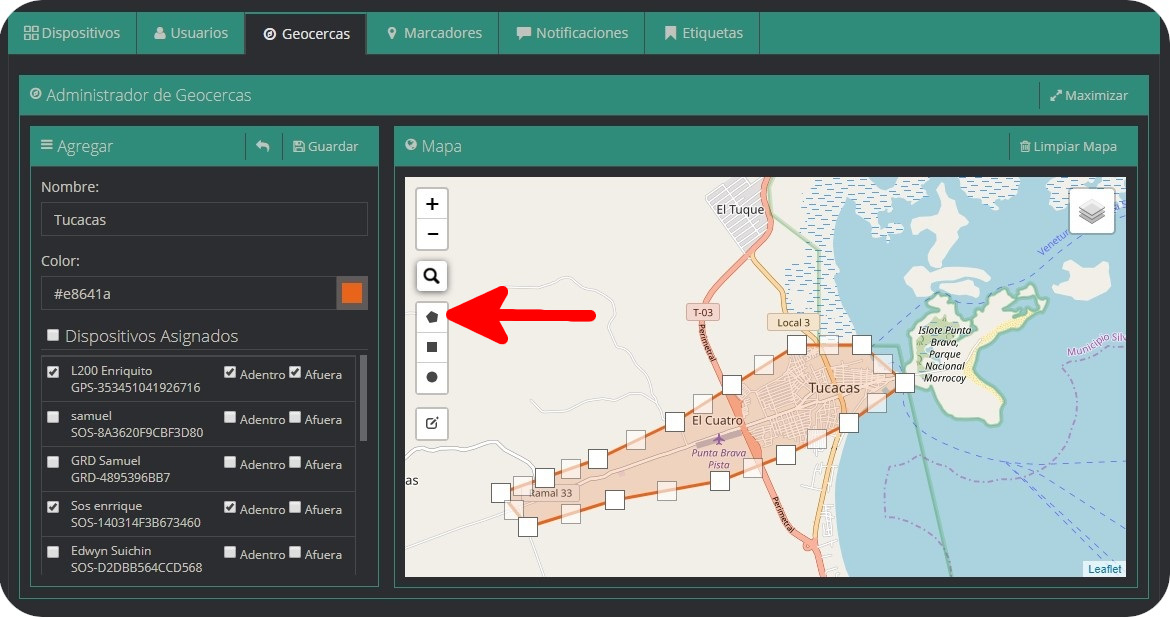 Dispositivos Usuarios Geocercas Marcadores Notificaciones Etiquetas
Administrador de Geocercas Maximizar
Agregar Guardar
Nombre:
Tucacas
Color:
#e8641a
Dispositivos Asignados
L200 Enriquito
GPS-353451041926716
Adentro Afuera
samuel
SOS-8A3620F9CBF3D80
Adentro Afuera
GRD Samuel
GRD-4895396BB7
Adentro Afuera
Sos enrrique
SOS-140314F3B673460
Adentro Afuera
Edwyn Suichin
SOS-D2DBB564CCD568
Adentro Afuera
Mapa Limpiar Mapa
+
−
El Tuque
T-03
Local 3
Perimetral
Tucacas
El Cuatro
Punta Brava
Pista
Ramal 33
as
Perimetral
Islote Punta
Brava,
Parque
Nacional
Morrocoy
Municipio Silv
Leaflet